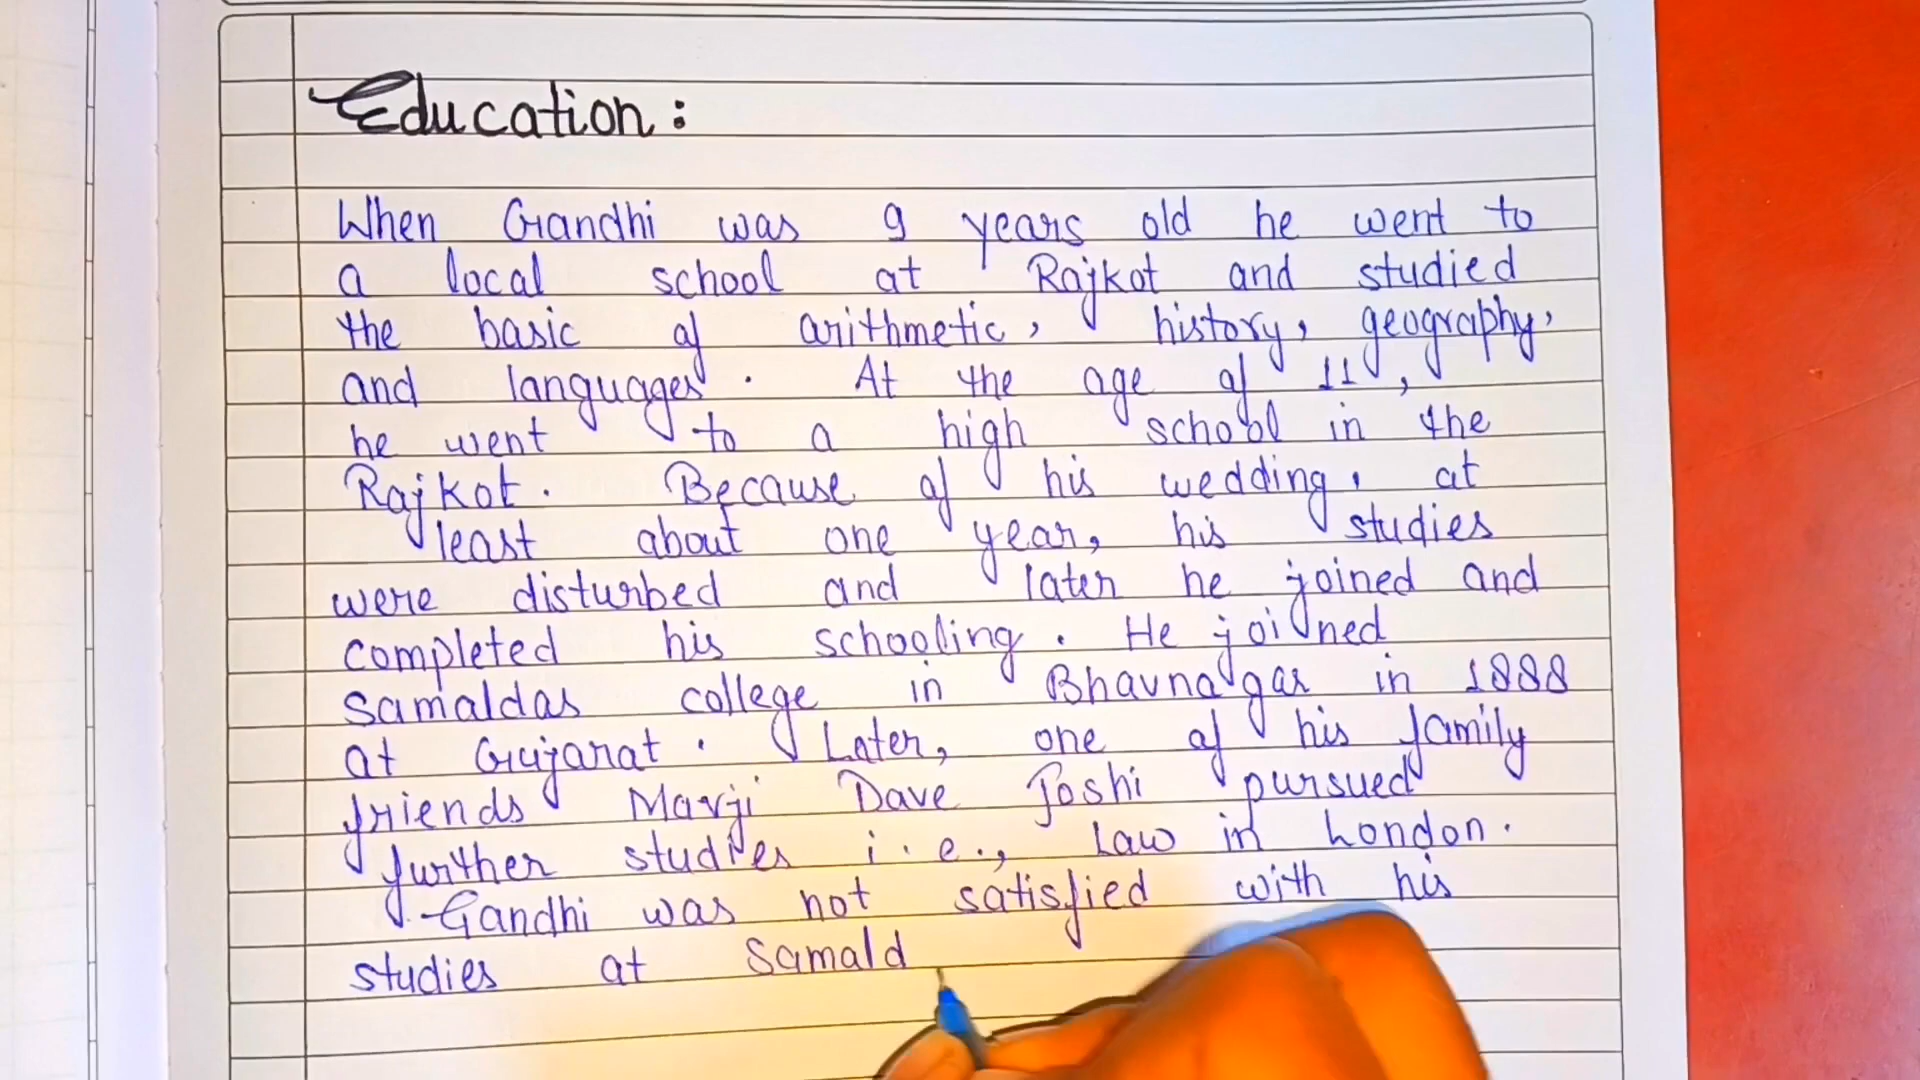 Education :
When Gandhi was 9 years old he went to
a local school at Rajkot and studied
the basic of arithmetic, history, geography,
and languages. At the age of 11,
he went to a high school in the
Rajkot. Because of his wedding, at
least about one year, his studies
were disturbed and later he joined and
completed his schooling. He joined
samaldas college in Bhavnagar in 1888
at Gujarat. Later, one of his family
friends Mavji Dave Joshi pursued
further studies i.e., Law in London.
Gandhi was not satisfied with his
studies at Samald